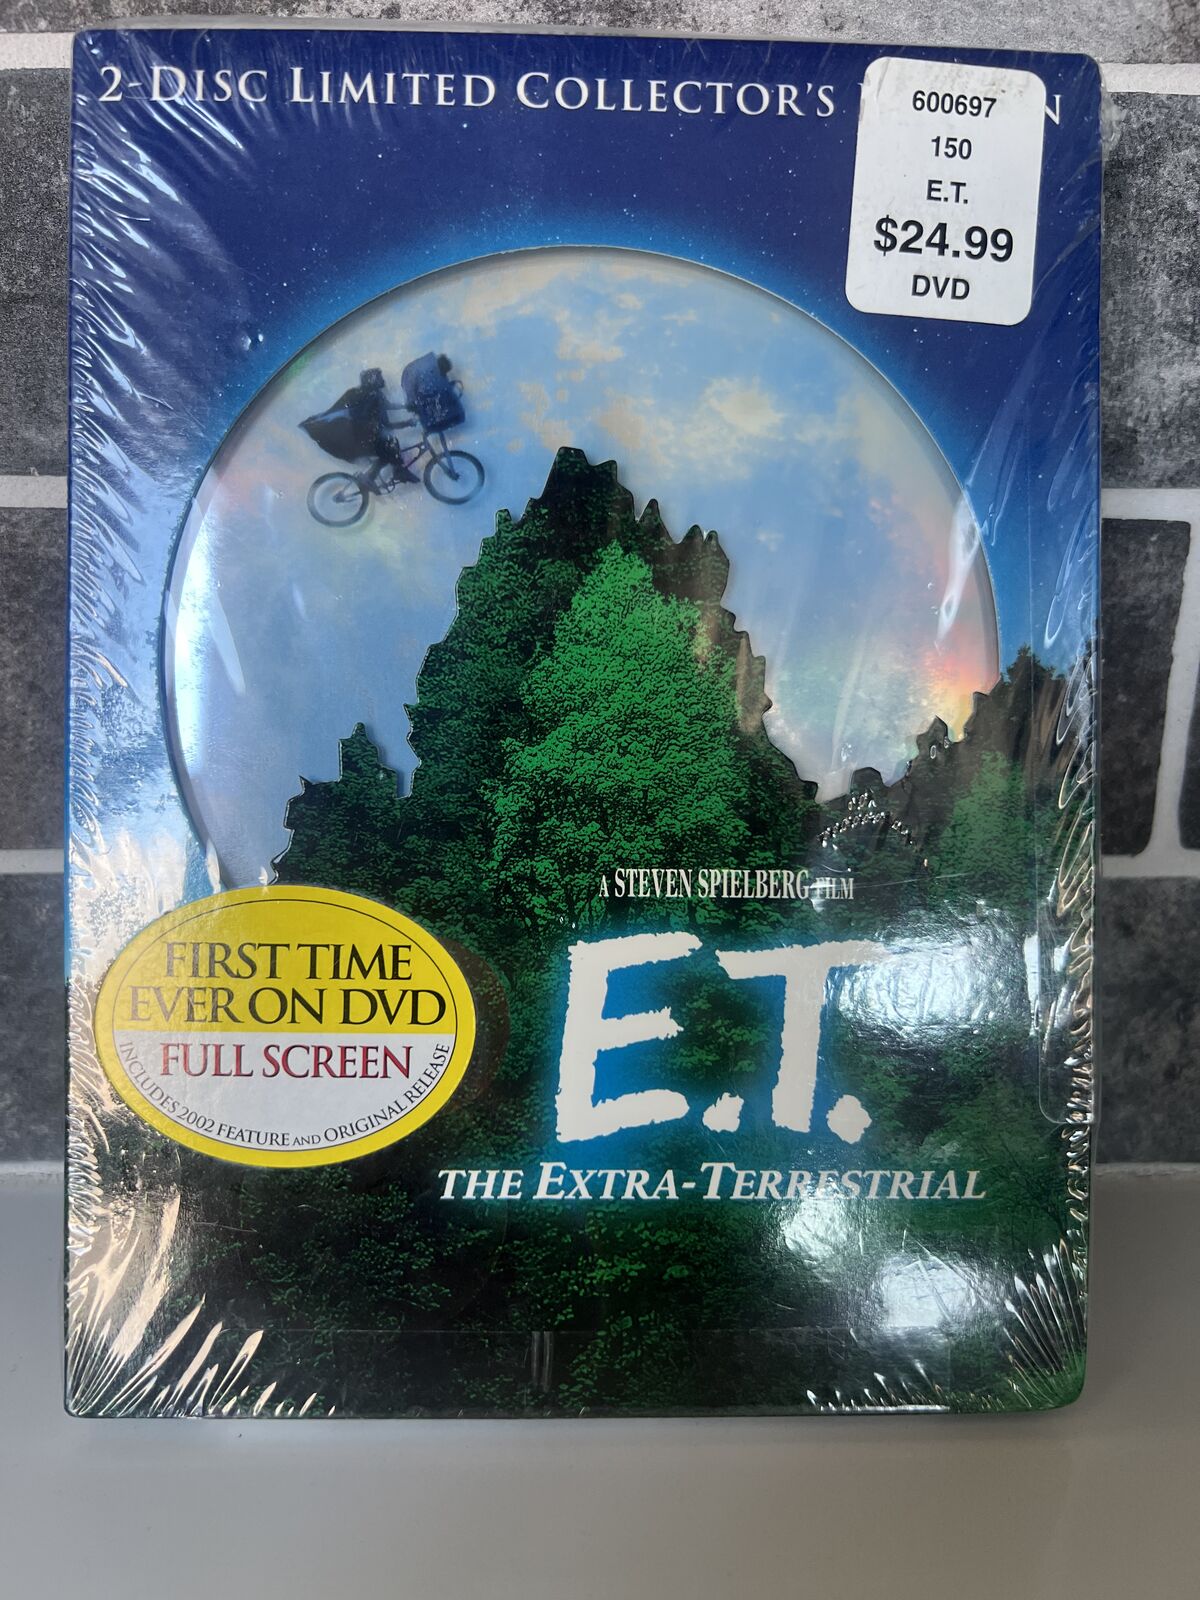 2-DISC LIMITED COLLECTOR'S
600697
150
E.T.
$24.99
DVD
A STEVEN SPIELBERG FILM
E.T.
THE EXTRA-TERRESTRIAL
FIRST TIME
EVER ON DVD
FULL SCREEN
INCLUDES 2002 FEATURE AND ORIGINAL RELEASE